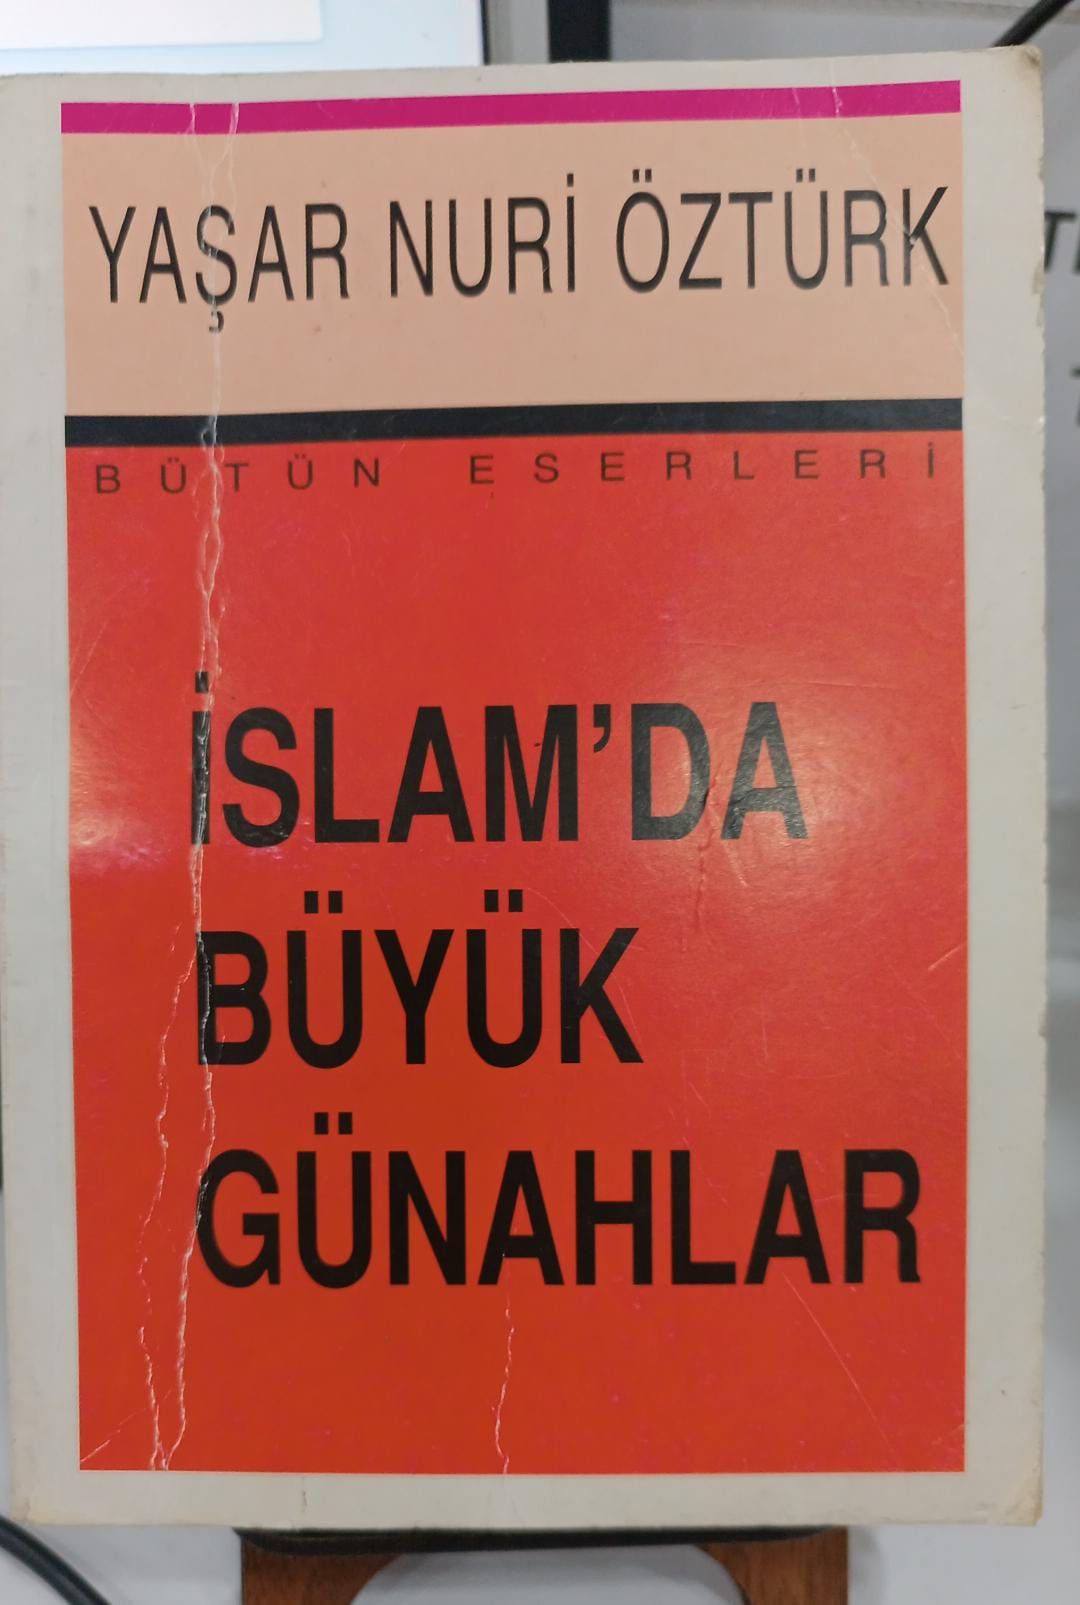 YAŞAR NURİ ÖZTÜRK
BÜTÜN ESERLERİ
İSLAM'DA
BÜYÜK
GÜNAHLAR